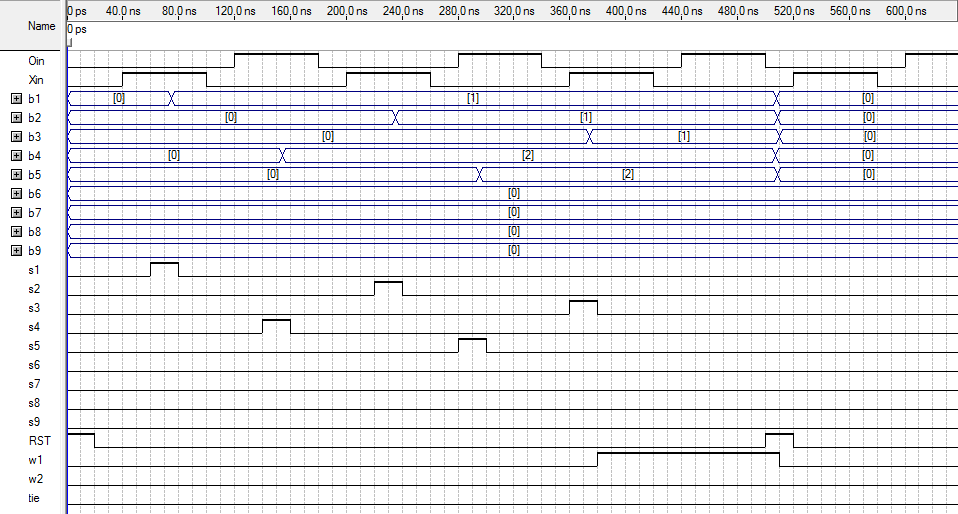 Name
0 ps 40.0 ns 80.0 ns 120.0 ns 160.0 ns 200.0 ns 240.0 ns 280.0 ns 320.0 ns 360.0 ns 400.0 ns 440.0 ns 480.0 ns 520.0 ns 560.0 ns 600.0 ns
0 ps
Oin
Xin
b1 [0] [1] [0]
b2 [0] [1] [0]
b3 [0] [1] [0]
b4 [0] [2] [0]
b5 [0] [2] [0]
b6 [0]
b7 [0]
b8 [0]
b9 [0]
s1
s2
s3
s4
s5
s6
s7
s8
s9
RST
w1
w2
tie